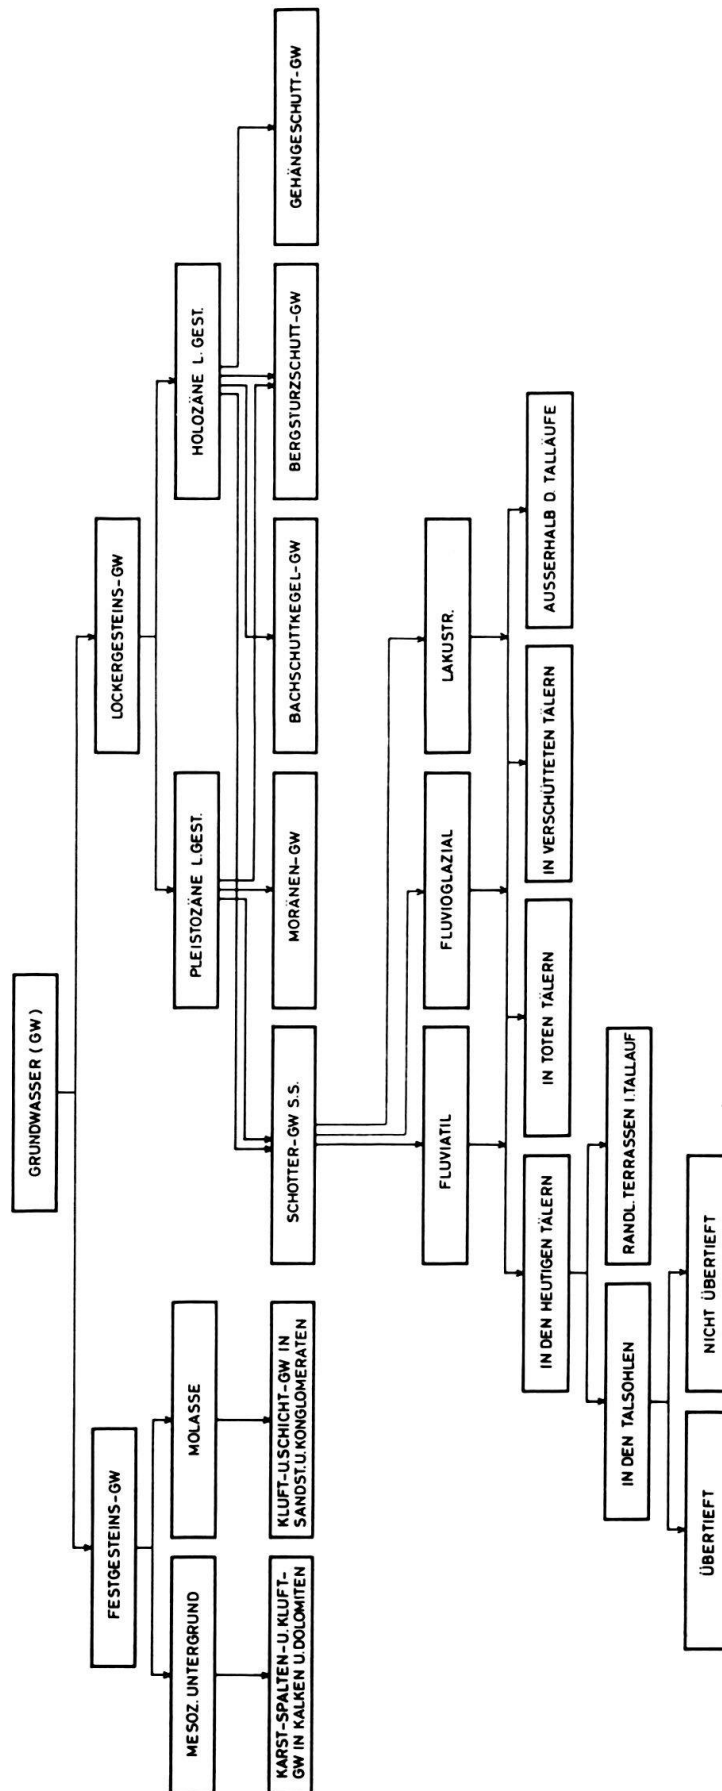 GRUNDWASSER (GW)
FESTGESTEINS-GW
LOCKERGESTEINS-GW
MESOZ. UNTERGRUND
MOLASSE
PLEISTOZÄNE L.GEST.
HOLOZÄNE L. GEST.
KARST-SPALTEN-U. KLUFT-
GW IN KALKEN U. DOLOMITEN
KLUFT-U. SCHICHT-GW IN
SANDST. U. KONGLOMERATEN
SCHOTTER-GW S.S.
MORÄNEN-GW
BACHSCHUTTKEGEL-GW
BERGSTURZSCHUTT-GW
GEHÄNGESCHUTT-GW
FLUVIATIL
FLUVIOGLAZIAL
LAKUSTR.
IN DEN HEUTIGEN TÄLERN
IN TOTEN TÄLERN
IN VERSCHÜTTETEN TÄLERN
AUSSERHALB D. TALLÄUFE
IN DEN TALSOHLEN
RANDL. TERRASSEN I. TALLAUF
ÜBERTIEFT
NICHT ÜBERTIEFT